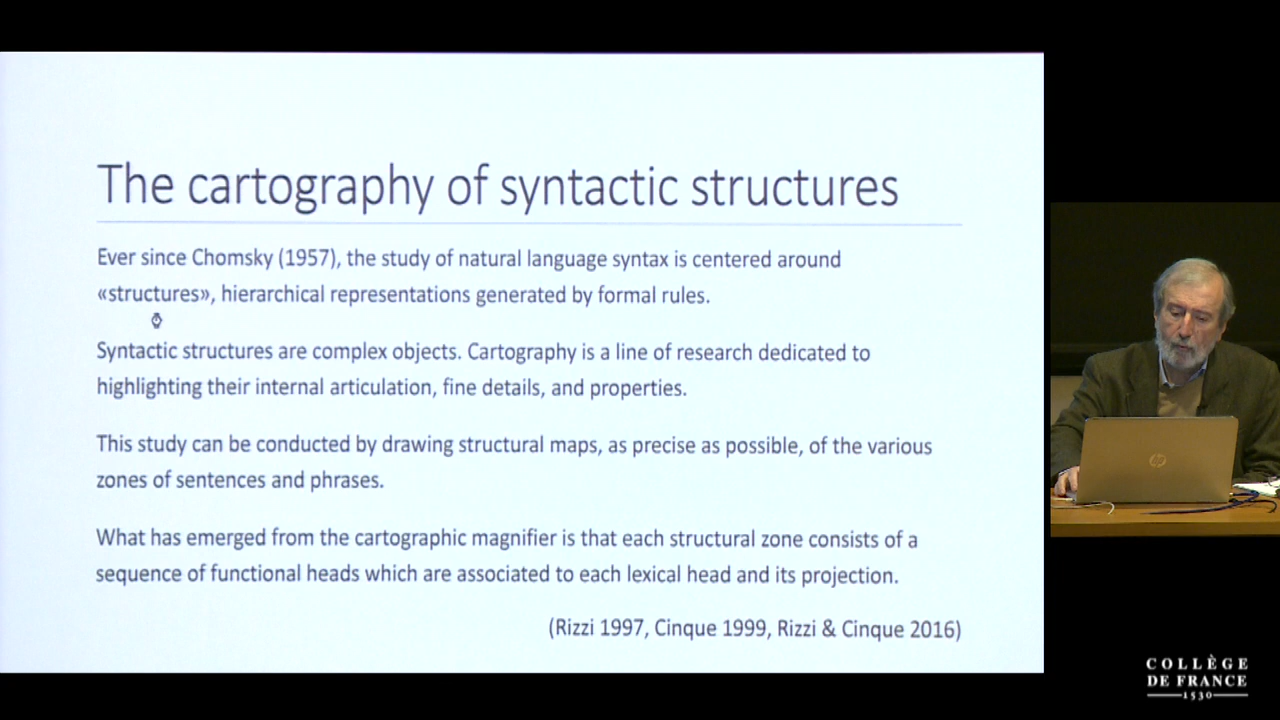 The cartography of syntactic structures
Ever since Chomsky (1957), the study of natural language syntax is centered around
«structures», hierarchical representations generated by formal rules.
Syntactic structures are complex objects. Cartography is a line of research dedicated to
highlighting their internal articulation, fine details, and properties.
This study can be conducted by drawing structural maps, as precise as possible, of the various
zones of sentences and phrases.
What has emerged from the cartographic magnifier is that each structural zone consists of a
sequence of functional heads which are associated to each lexical head and its projection.
(Rizzi 1997, Cinque 1999, Rizzi & Cinque 2016)
hp
COLLÈGE
DE FRANCE
1530